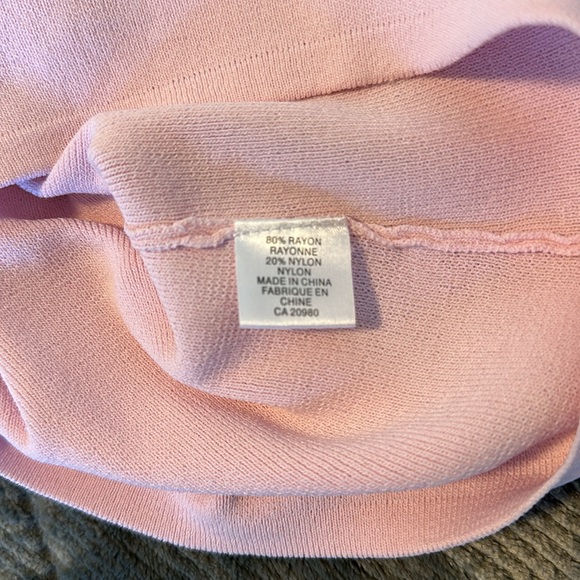 80% RAYON
RAYONNE
20% NYLON
NYLON
MADE IN CHINA
FABRIQUE EN
CHINE
CA 20980